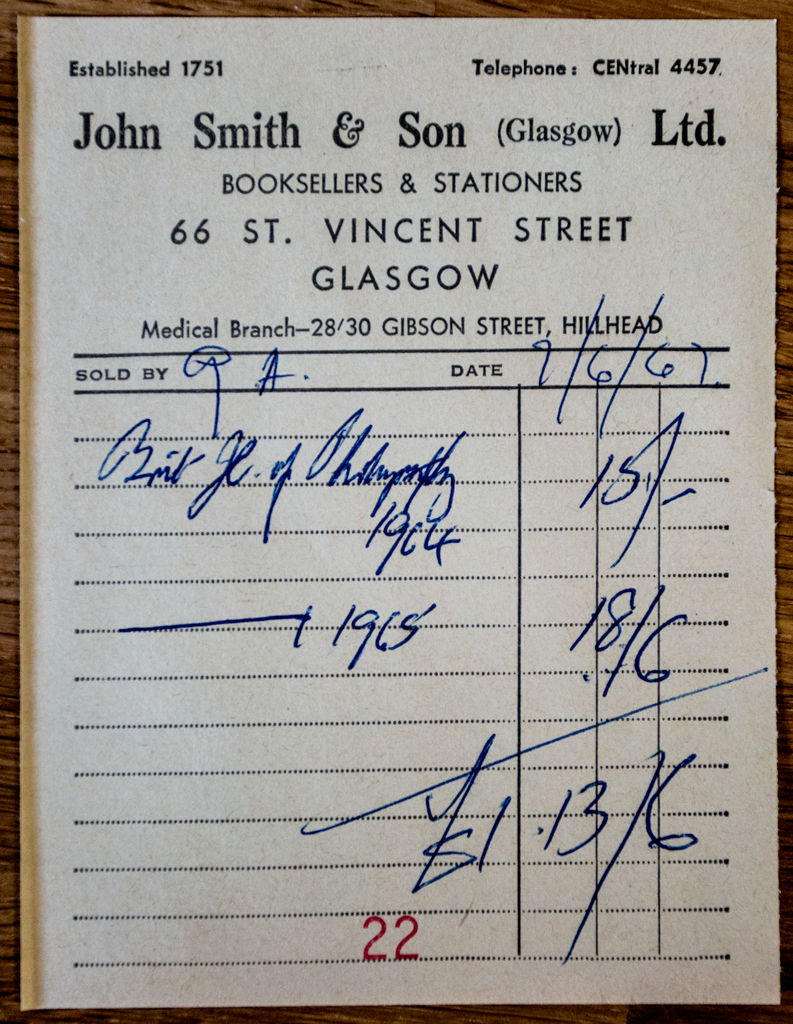 Established 1751 Telephone: CENtral 4457.
John Smith & Son (Glasgow) Ltd.
BOOKSELLERS & STATIONERS
66 ST. VINCENT STREET
GLASGOW
Medical Branch—28/30 GIBSON STREET, HILLHEAD
SOLD BY A. DATE 7/6/67.
Brit Jl. of Photography 15/-
1964
1965 18/6
£1.13/6
22